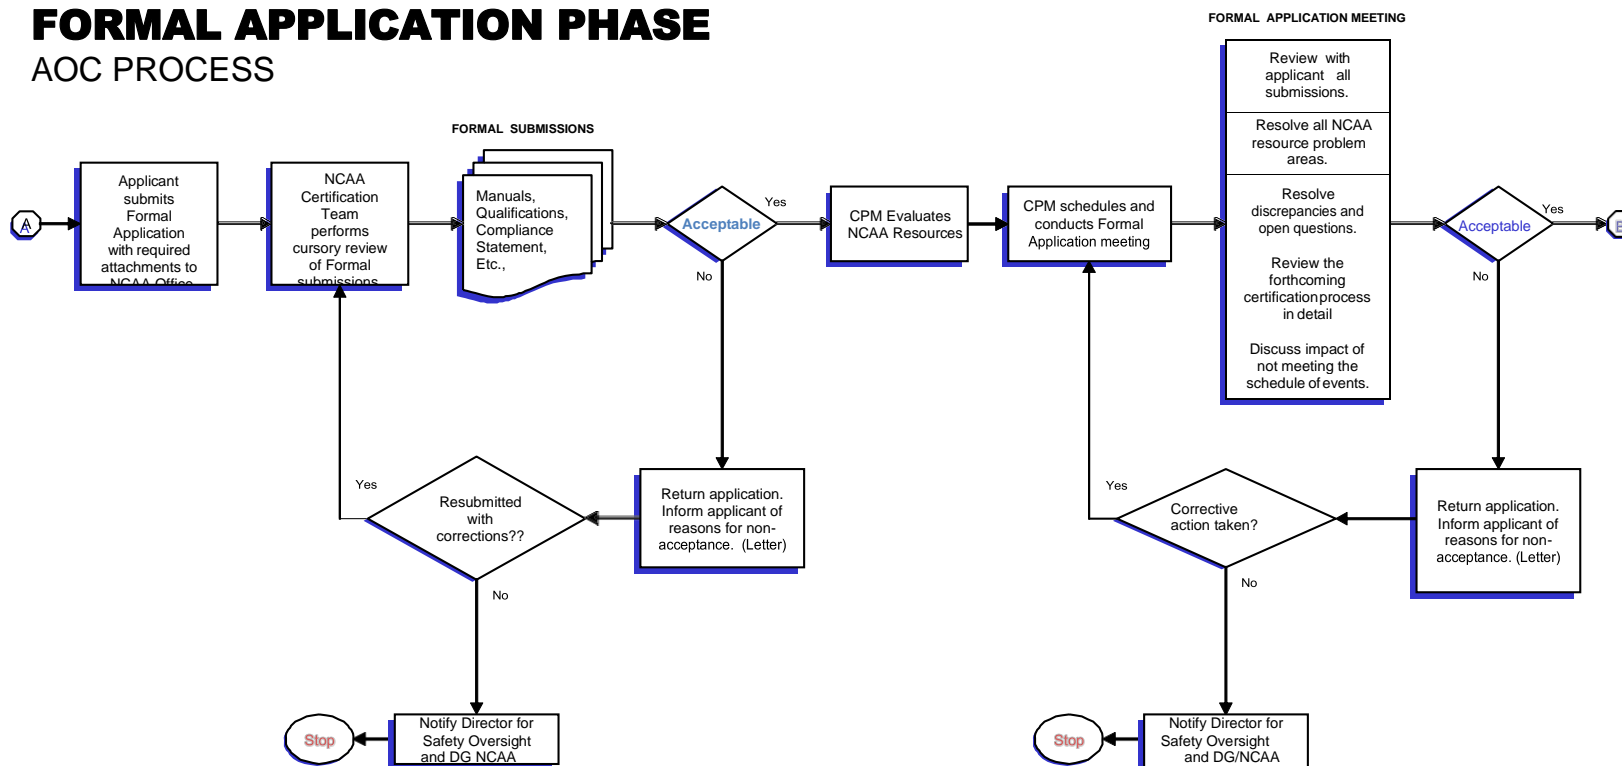 FORMAL APPLICATION PHASE
AOC PROCESS
FORMAL APPLICATION MEETING
FORMAL SUBMISSIONS
A
Applicant
submits
Formal
Application
with required
attachments to
NCAA Office
NCAA
Certification
Team
performs
cursory review
of Formal
submissions
Manuals,
Qualifications,
Compliance
Statement,
Etc.,
Acceptable
Yes
No
CPM Evaluates
NCAA Resources
CPM schedules and
conducts Formal
Application meeting
Review with
applicant all
submissions.
Resolve all NCAA
resource problem
areas.
Resolve
discrepancies and
open questions.
Review the
forthcoming
certification process
in detail
Discuss impact of
not meeting the
schedule of events.
Acceptable
Yes
No
Resubmitted
with
corrections??
Yes
No
Return application.
Inform applicant of
reasons for non-
acceptance. (Letter)
Corrective
action taken?
Yes
No
Return application.
Inform applicant of
reasons for non-
acceptance. (Letter)
Stop
Notify Director for
Safety Oversight
and DG NCAA
Stop
Notify Director for
Safety Oversight
and DG/NCAA